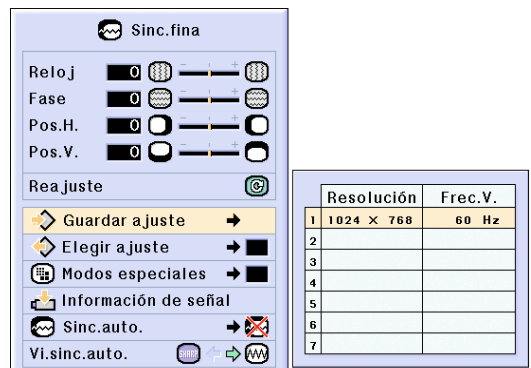 Sinc.fina
Reloj 0 - +
Fase 0 - +
Pos.H. 0 - +
Pos.V. 0 - +
Reajuste
Guardar ajuste
Elegir ajuste
Modos especiales
Información de señal
Sinc.auto.
Vi.sinc.auto. SHARP
Resolución Frec.V.
1 1024 X 768 60 Hz
2
3
4
5
6
7